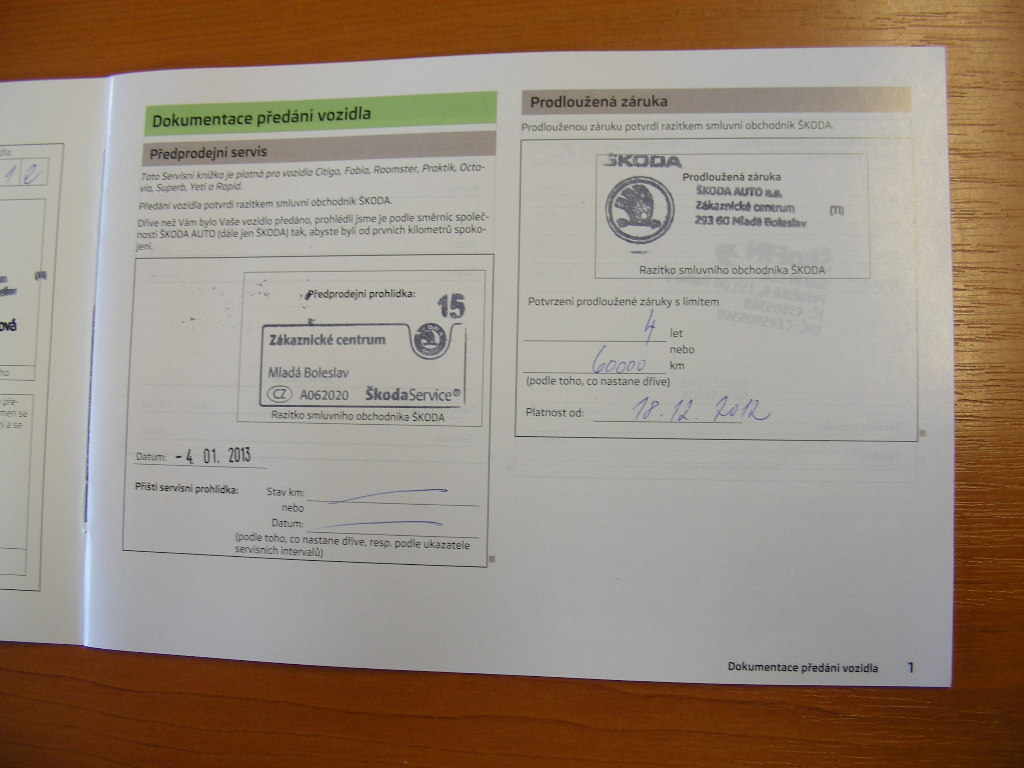 1 2
ová
Dokumentace předání vozidla
Předprodejní servis
Tato Servisní knížka je platná pro vozidla Citigo, Fabia, Roomster, Praktik, Octa-
via, Superb, Yeti a Rapid.
Předání vozidla potvrdí razítkem smluvní obchodník ŠKODA.
Dříve než Vám bylo Vaše vozidlo předáno, prohlédli jsme je podle směrnic společ-
nosti ŠKODA AUTO (dále jen ŠKODA) tak, abyste byli od prvních kilometrů spoko-
jeni.
Předprodejní prohlídka:
15
Zákaznické centrum
Mladá Boleslav
CZ A062020 ŠkodaService®
Razítko smluvního obchodníka ŠKODA
Datum: - 4. 01. 2013
Příští servisní prohlídka:
Stav km:
nebo
Datum:
(podle toho, co nastane dříve, resp. podle ukazatele
servisních intervalů)
Prodloužená záruka
Prodlouženou záruku potvrdí razítkem smluvní obchodník ŠKODA.
ŠKODA
Prodloužená záruka
ŠKODA AUTO a.s.
Zákaznické centrum (11)
293 60 Mladá Boleslav
Razítko smluvního obchodníka ŠKODA
Potvrzení prodloužené záruky s limitem
4 let
nebo
60000 km
(podle toho, co nastane dříve)
Platnost od: 18. 12. 2012
Dokumentace předání vozidla 1